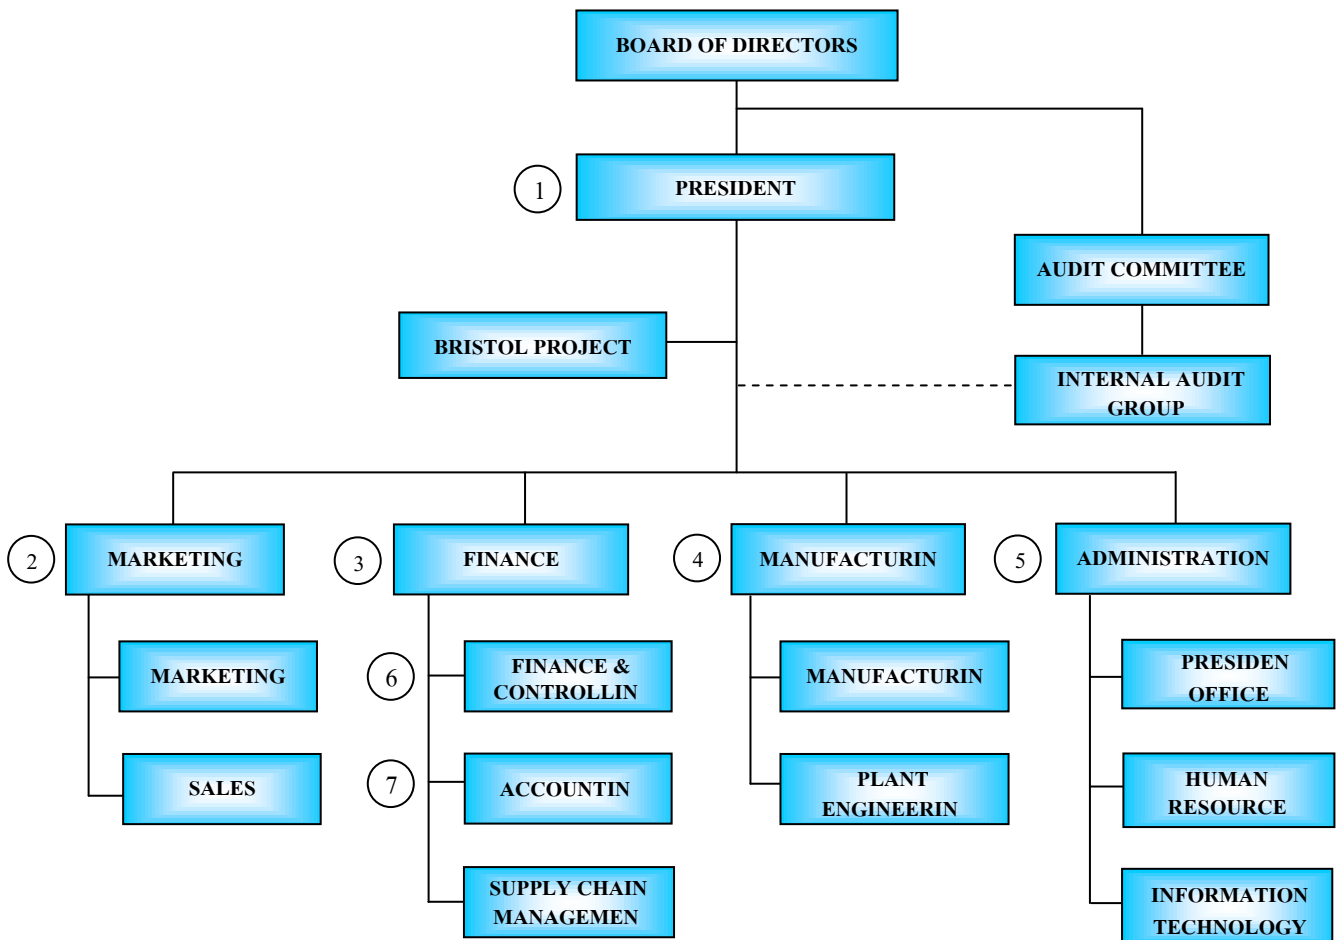 BOARD OF DIRECTORS
1
PRESIDENT
AUDIT COMMITTEE
BRISTOL PROJECT
INTERNAL AUDIT
GROUP
2
MARKETING
3
FINANCE
4
MANUFACTURIN
5
ADMINISTRATION
MARKETING
6
FINANCE &
CONTROLLIN
MANUFACTURIN
PRESIDEN
OFFICE
SALES
7
ACCOUNTIN
PLANT
ENGINEERIN
HUMAN
RESOURCE
SUPPLY CHAIN
MANAGEMEN
INFORMATION
TECHNOLOGY